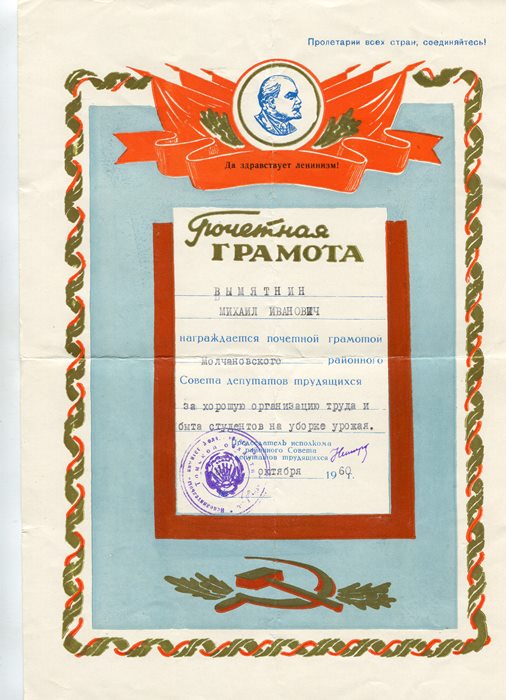 Пролетарии всех стран, соединяйтесь!
Да здравствует ленинизм!
Почетная
ГРАМОТА
ВЫМЯТНИН
МИХАИЛ ИВАНОВИЧ
награждается почетной грамотой
Молчановского районного
Совета депутатов трудящихся
за хорошую организацию труда и
быта студентов на уборке урожая.
Председатель исполкома
районного Совета
депутатов трудящихся
октября 1960г.